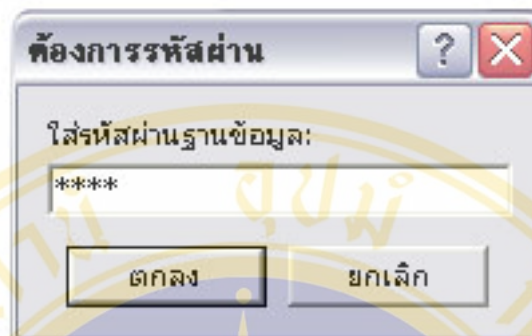 ต้องการรหัสผ่าน
ใส่รหัสผ่านฐานข้อมูล:
****
ตกลง
ยกเลิก